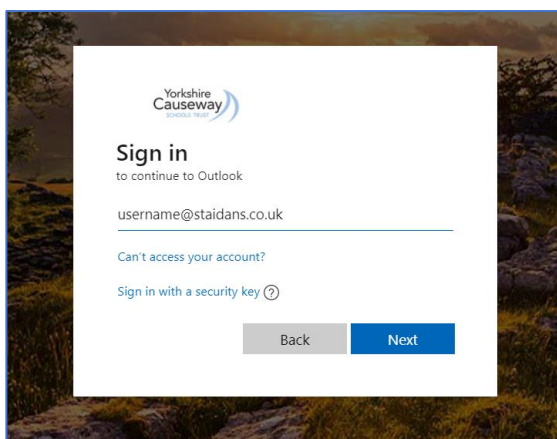 Yorkshire
Causeway
SCHOOLS TRUST
Sign in
to continue to Outlook
username@staidans.co.uk
Can't access your account?
Sign in with a security key
Back Next